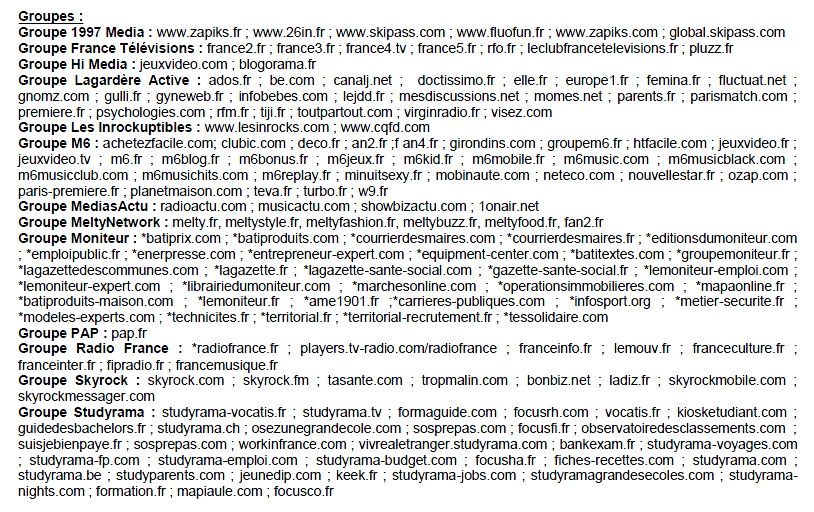 Groupes :
Groupe 1997 Media : www.zapiks.fr ; www.26in.fr ; www.skipass.com ; www.fluofun.fr ; www.zapiks.com ; global.skipass.com
Groupe France Télévisions : france2.fr ; france3.fr ; france4.tv ; france5.fr ; rfo.fr ; leclubfrancetelevisions.fr ; pluzz.fr
Groupe Hi Media : jeuxvideo.com ; blogorama.fr
Groupe Lagardère Active : ados.fr ; be.com ; canalj.net ; doctissimo.fr ; elle.fr ; europe1.fr ; femina.fr ; fluctuat.net ;
gnomz.com ; gulli.fr ; gyneweb.fr ; infobebes.com ; lejdd.fr ; mesdiscussions.net ; momes.net ; parents.fr ; parismatch.com ;
premiere.fr ; psychologies.com ; rfm.fr ; tiji.fr ; toutpartout.com ; virginradio.fr ; visez.com
Groupe Les Inrockuptibles : www.lesinrocks.com ; www.cqfd.com
Groupe M6 : achetezfacile.com; clubic.com ; deco.fr ; an2.fr ;f an4.fr ; girondins.com ; groupem6.fr ; htfacile.com ; jeuxvideo.fr ;
jeuxvideo.tv ; m6.fr ; m6blog.fr ; m6bonus.fr ; m6jeux.fr ; m6kid.fr ; m6mobile.fr ; m6music.com ; m6musicblack.com ;
m6musicclub.com ; m6musichits.com ; m6replay.fr ; minuitsexy.fr ; mobinaute.com ; neteco.com ; nouvellestar.fr ; ozap.com ;
paris-premiere.fr ; planetmaison.com ; teva.fr ; turbo.fr ; w9.fr
Groupe MediasActu : radioactu.com ; musicactu.com ; showbizactu.com ; 1onair.net
Groupe MeltyNetwork : melty.fr, meltystyle.fr, meltyfashion.fr, meltybuzz.fr, meltyfood.fr, fan2.fr
Groupe Moniteur : *batiprix.com ; *batiproduits.com ; *courrierdesmaires.com ; *courrierdesmaires.fr ; *editionsdumoniteur.com
; *emploipublic.fr ; *enerpresse.com ; *entrepreneur-expert.com ; *equipment-center.com ; *batitextes.com ; *groupemoniteur.fr ;
*lagazettedescommunes.com ; *lagazette.fr ; *lagazette-sante-social.com ; *gazette-sante-social.fr ; *lemoniteur-emploi.com ;
*lemoniteur-expert.com ; *librairiedumoniteur.com ; *marchesonline.com ; *operationsimmobilieres.com ; *mapaonline.fr ;
*batiproduits-maison.com ; *lemoniteur.fr ; *ame1901.fr ;*carrieres-publiques.com ; *infosport.org ; *metier-securite.fr ;
*modeles-experts.com ; *technicites.fr ; *territorial.fr ; *territorial-recrutement.fr ; *tessolidaire.com
Groupe PAP : pap.fr
Groupe Radio France : *radiofrance.fr ; players.tv-radio.com/radiofrance ; franceinfo.fr ; lemouv.fr ; franceculture.fr ;
franceinter.fr ; fipradio.fr ; francemusique.fr
Groupe Skyrock : skyrock.com ; skyrock.fm ; tasante.com ; tropmalin.com ; bonbiz.net ; ladiz.fr ; skyrockmobile.com ;
skyrockmessager.com
Groupe Studyrama : studyrama-vocatis.fr ; studyrama.tv ; formaguide.com ; focusrh.com ; vocatis.fr ; kiosketudiant.com ;
guidedesbachelors.fr ; studyrama.ch ; osezunegrandecole.com ; sosprepas.com ; focusfi.fr ; observatoiredesclassements.com ;
suisjebienpaye.fr ; sosprepas.com ; workinfrance.com ; vivrealetranger.studyrama.com ; bankexam.fr ; studyrama-voyages.com
; studyrama-fp.com ; studyrama-emploi.com ; studyrama-budget.com ; focusha.fr ; fiches-recettes.com ; studyrama.com ;
studyrama.be ; studyparents.com ; jeunedip.com ; keek.fr ; studyrama-jobs.com ; studyramagrandesecoles.com ; studyrama-
nights.com ; formation.fr ; mapiaule.com ; focusco.fr